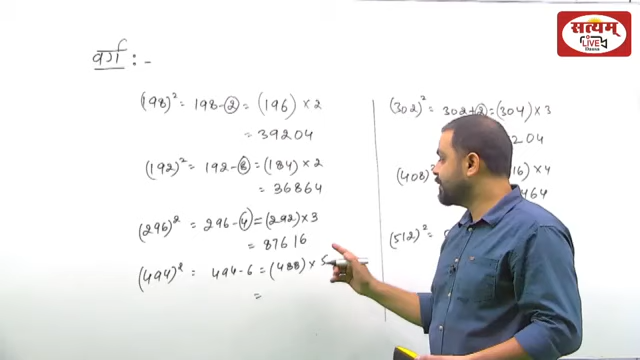 सत्यम्
LIVE
Dausa
वर्ग : -
(198)² = 198-2 = (196) × 2
= 39204
(192)² = 192-8 = (184) × 2
= 36864
(296)² = 296-4 = (292) × 3
= 87616
(494)² = 494-6 = (488) × 5
=
(302)² = 302+2 = (304) × 3
204
(408)² 16) × 4
464
(512)² =